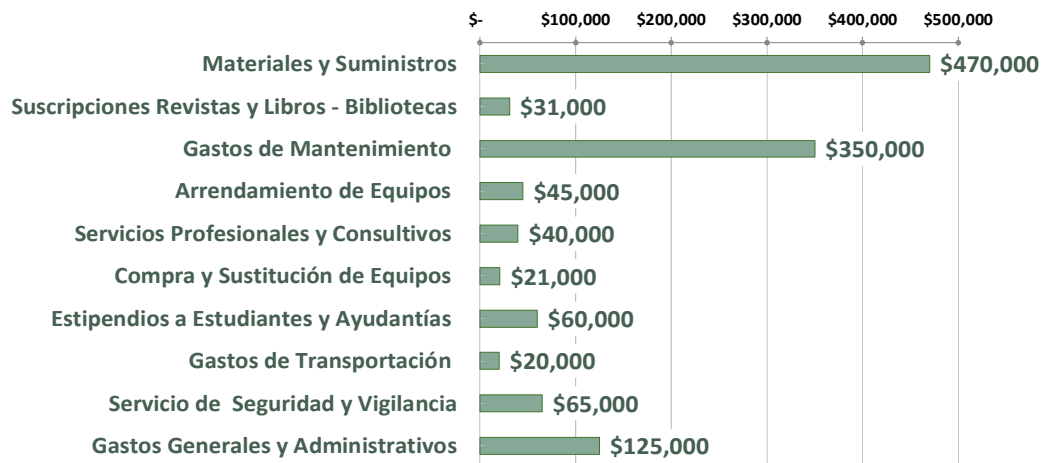 $- $100,000 $200,000 $300,000 $400,000 $500,000
Materiales y Suministros $470,000
Suscripciones Revistas y Libros - Bibliotecas $31,000
Gastos de Mantenimiento $350,000
Arrendamiento de Equipos $45,000
Servicios Profesionales y Consultivos $40,000
Compra y Sustitución de Equipos $21,000
Estipendios a Estudiantes y Ayudantías $60,000
Gastos de Transportación $20,000
Servicio de Seguridad y Vigilancia $65,000
Gastos Generales y Administrativos $125,000